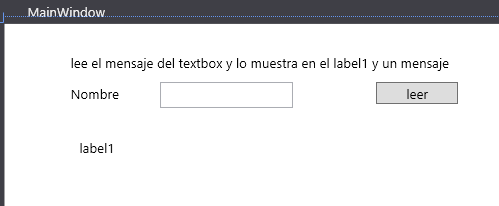 MainWindow
lee el mensaje del textbox y lo muestra en el label1 y un mensaje
Nombre leer
label1